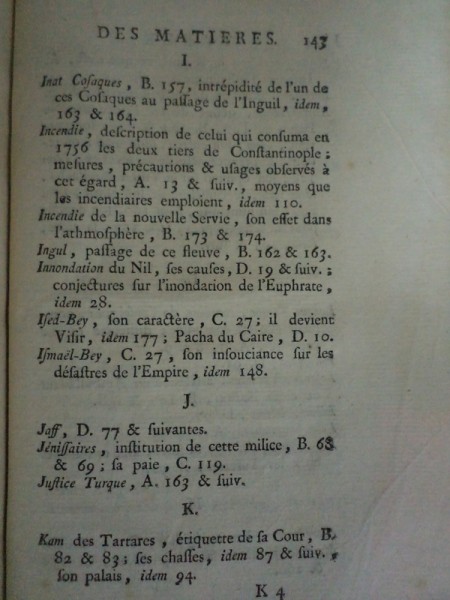 DES MATIERES. 143
I.
Inat Coſaques, B. 157, intrépidité de l'un de
ces Coſaques au paſſage de l'Inguil, idem,
163 & 164.
Incendie, deſcription de celui qui conſuma en
1756 les deux tiers de Conſtantinople;
meſures, précautions & uſages obſervés à
cet égard, A. 13 & ſuiv., moyens que
les incendiaires emploient, idem 110.
Incendie de la nouvelle Servie, ſon effet dans
l'athmoſphère, B. 173 & 174.
Ingul, paſſage de ce fleuve, B. 162 & 163.
Innondation du Nil, ſes cauſes, D. 19 & ſuiv.;
conjectures ſur l'inondation de l'Euphrate,
idem 28.
Iſed-Bey, ſon caractère, C. 27; il devient
Viſir, idem 177; Pacha du Caire, D. 10.
Iſmaël-Bey, C. 27, ſon inſouciance ſur les
déſaſtres de l'Empire, idem 148.
J.
Jaff, D. 77 & ſuivantes.
Jéniſſaires, inſtitution de cette milice, B. 68
& 69; ſa paie, C. 119.
Juſtice Turque, A. 163 & ſuiv.
K.
Kam des Tartares, étiquette de ſa Cour, B.
82 & 83; ſes chaſſes, idem 87 & ſuiv.,
ſon palais, idem 94.
K 4